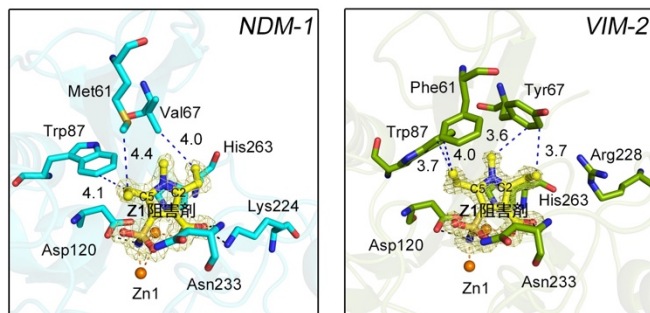 NDM-1
Met61
Val67
4.0
Trp87
4.4
His263
4.1
C5
C2
Z1阻害剤
Lys224
Asp120
Asn233
Zn1
VIM-2
Phe61
Tyr67
Trp87
3.6
4.0
3.7
3.7
Arg228
C5
C2
His263
Z1阻害剤
Asp120
Asn233
Zn1